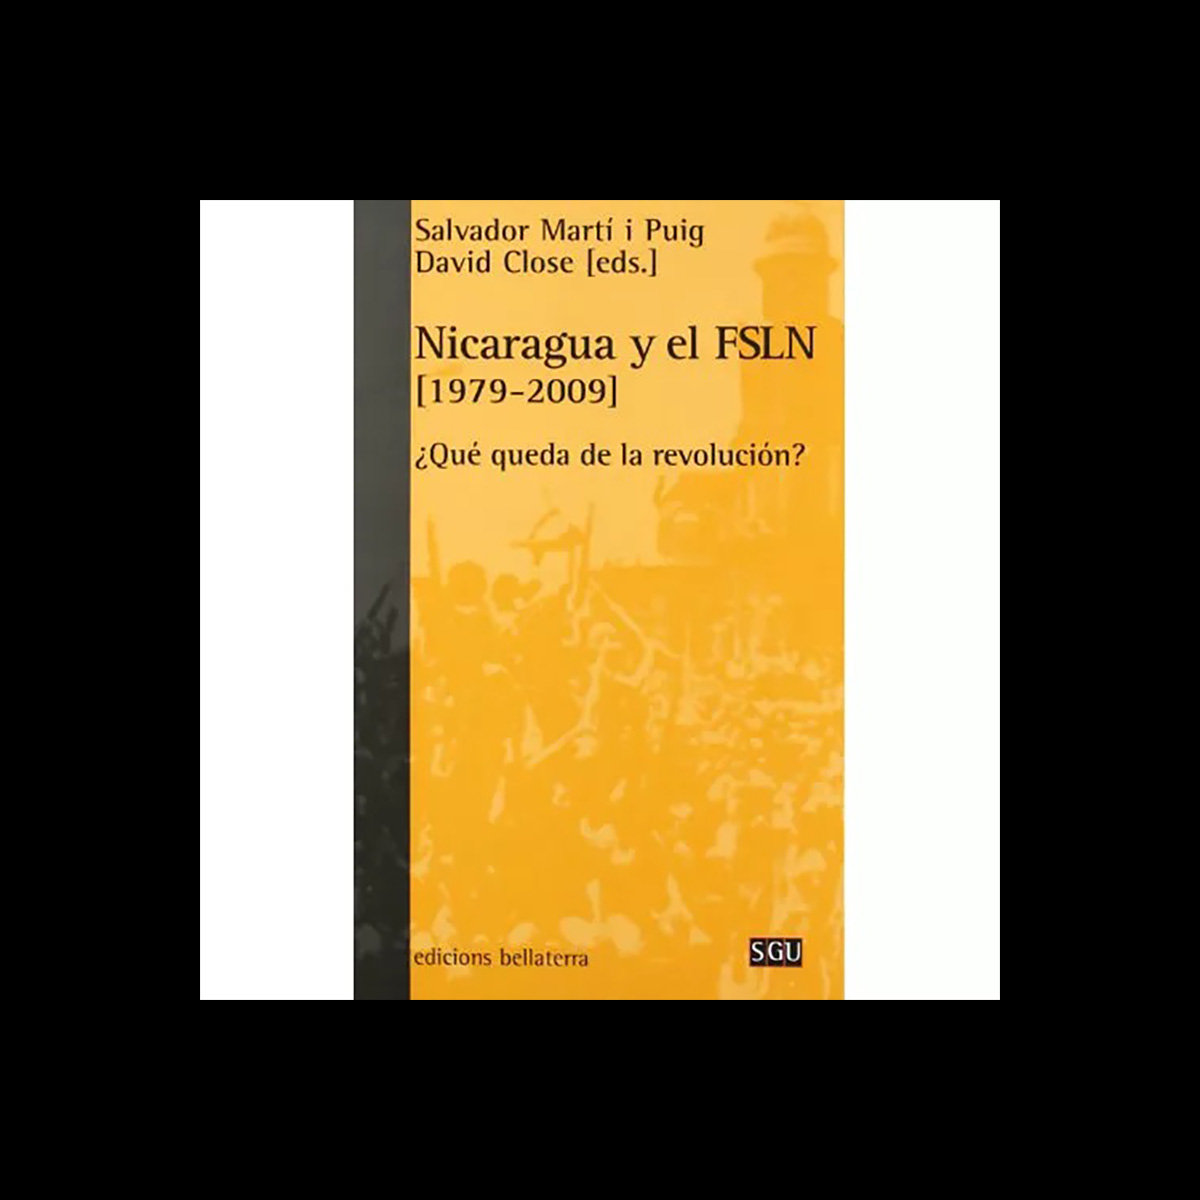 Salvador Martí i Puig
David Close [eds.]
Nicaragua y el FSLN
[1979-2009]
¿Qué queda de la revolución?
edicions bellaterra
SGU